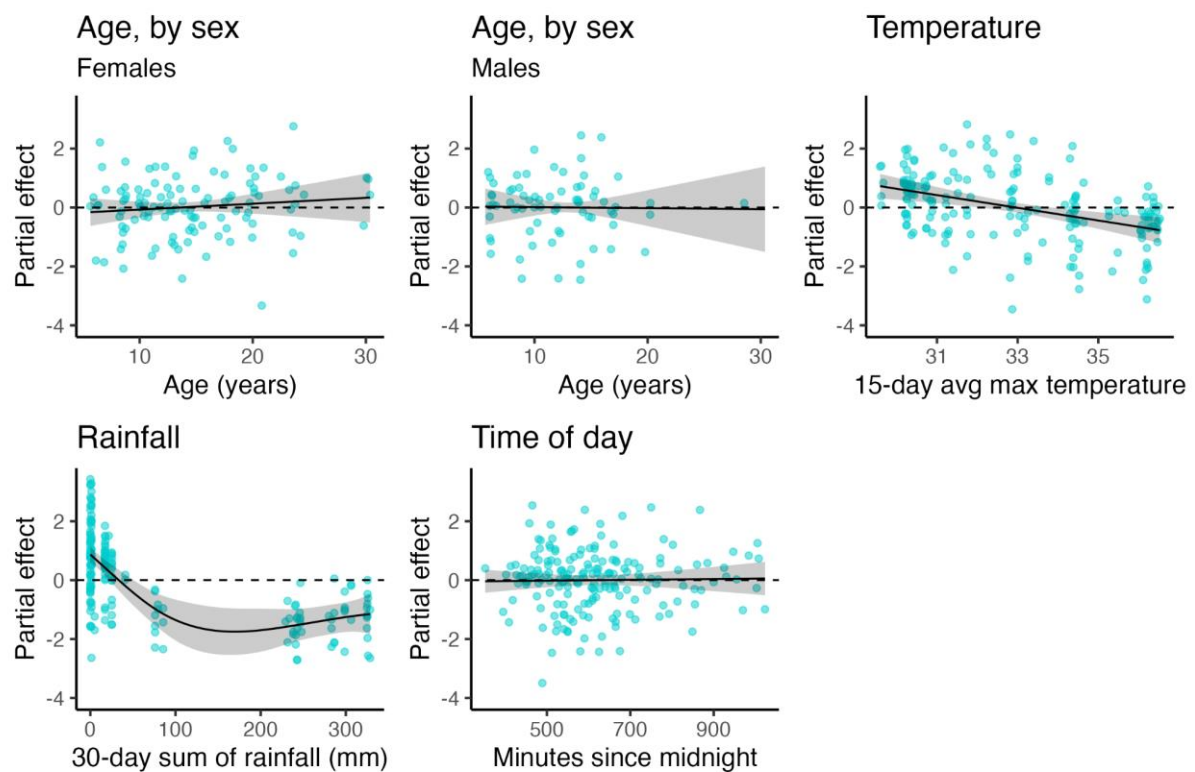 Age, by sex
Females
Partial effect
2
0
-2
-4
10 20 30
Age (years)
Age, by sex
Males
Partial effect
2
0
-2
-4
10 20 30
Age (years)
Temperature
Partial effect
2
0
-2
-4
31 33 35
15-day avg max temperature
Rainfall
Partial effect
2
0
-2
-4
0 100 200 300
30-day sum of rainfall (mm)
Time of day
Partial effect
2
0
-2
-4
500 700 900
Minutes since midnight